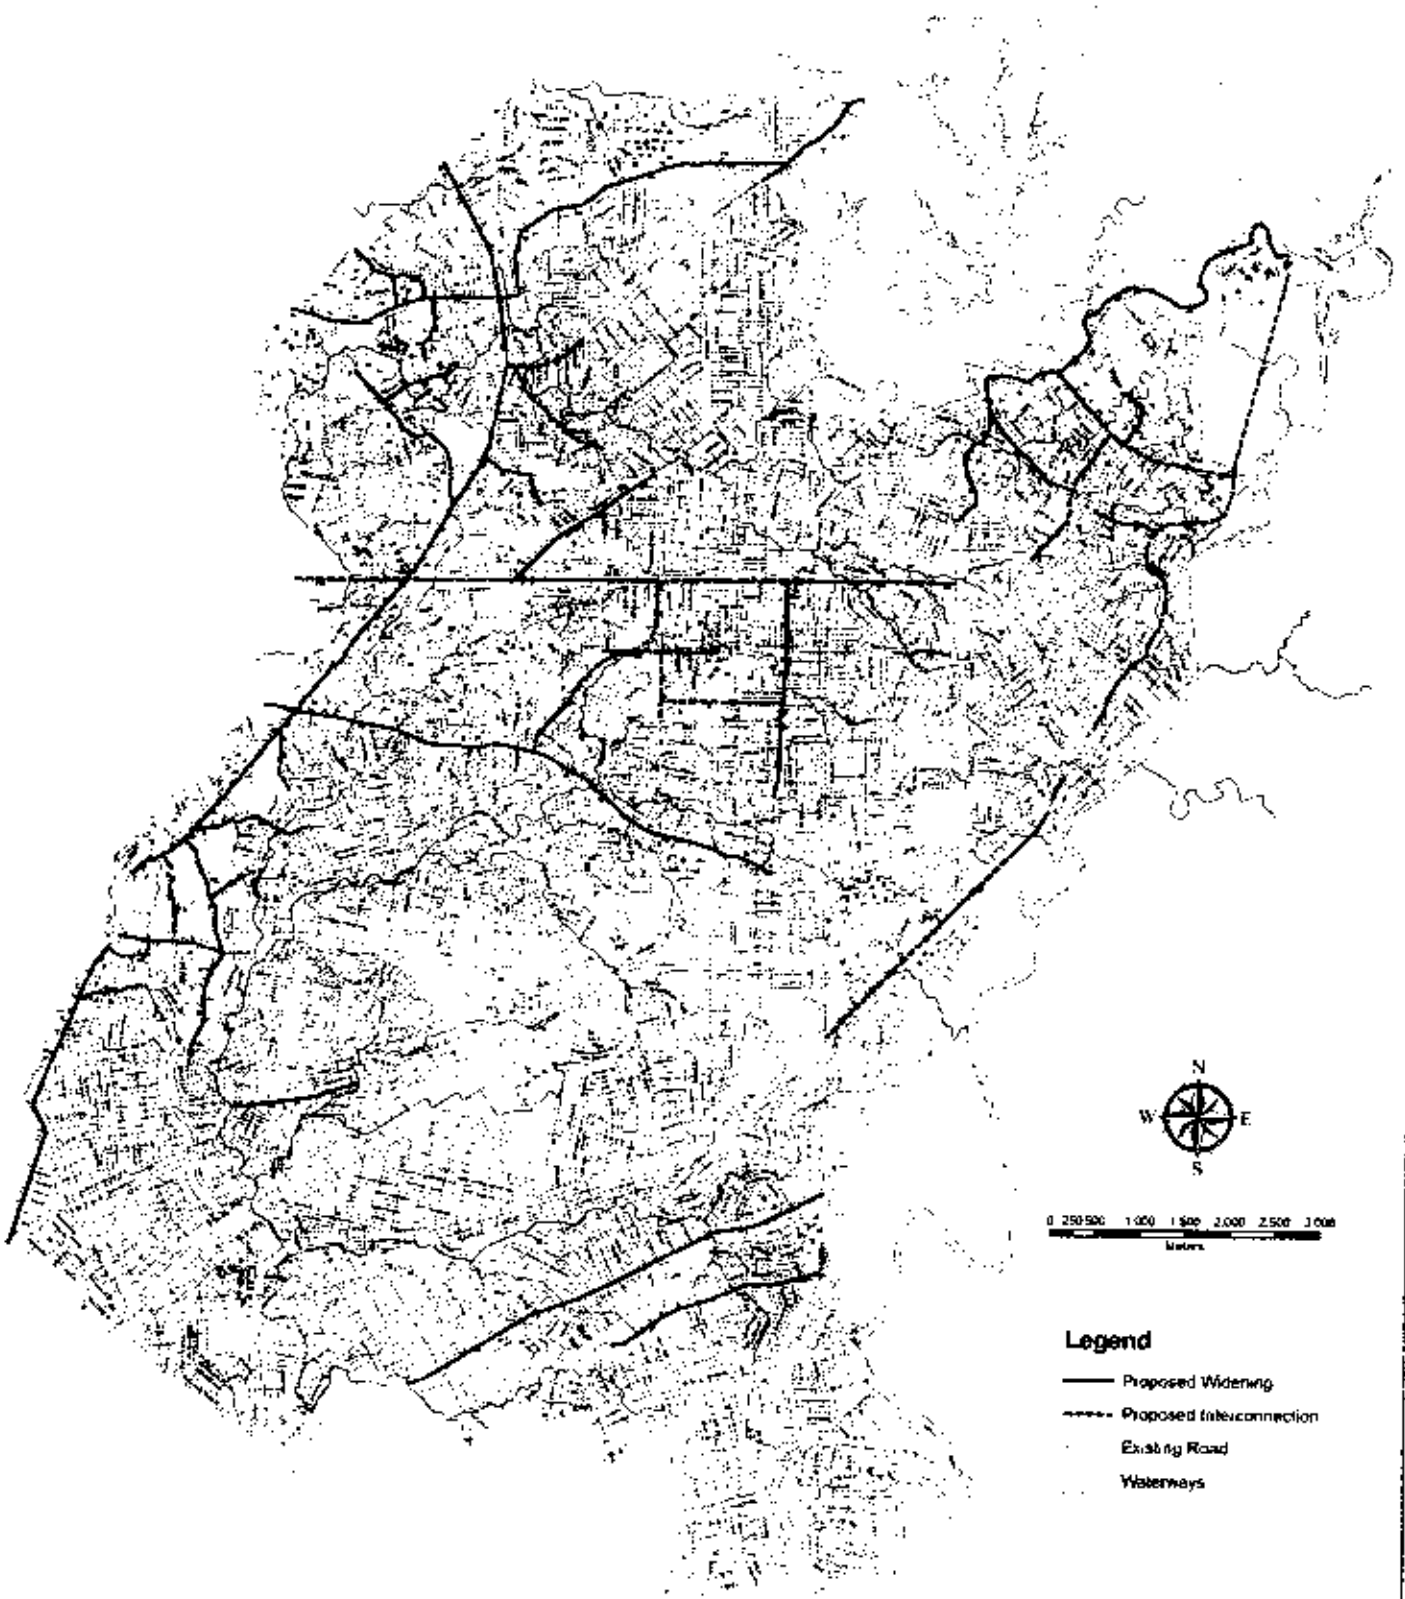 N
W E
S
0 250 500 1 000 1 500 2.000 2.500 3 000
Meters
Legend
Proposed Widening
Proposed Interconnection
Existing Road
Waterways